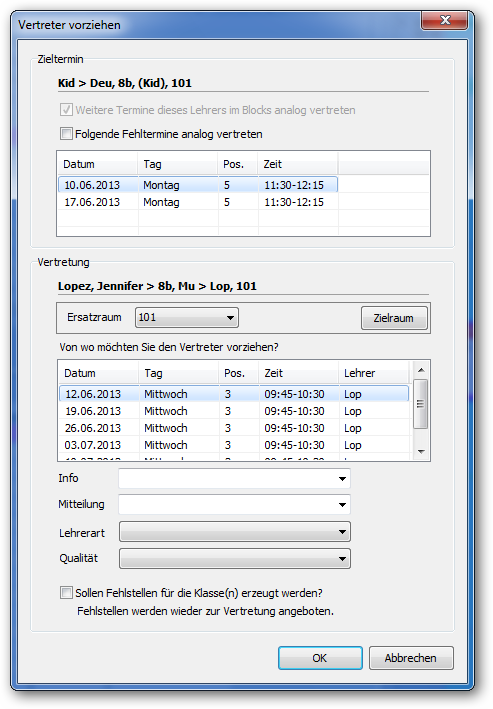 Vertreter vorziehen
Zieltermin
Kid > Deu, 8b, (Kid), 101
Weitere Termine dieses Lehrers im Blocks analog vertreten
Folgende Fehltermine analog vertreten
Datum Tag Pos. Zeit
10.06.2013 Montag 5 11:30-12:15
17.06.2013 Montag 5 11:30-12:15
Vertretung
Lopez, Jennifer > 8b, Mu > Lop, 101
Ersatzraum 101 Zielraum
Von wo möchten Sie den Vertreter vorziehen?
Datum Tag Pos. Zeit Lehrer
12.06.2013 Mittwoch 3 09:45-10:30 Lop
19.06.2013 Mittwoch 3 09:45-10:30 Lop
26.06.2013 Mittwoch 3 09:45-10:30 Lop
03.07.2013 Mittwoch 3 09:45-10:30 Lop
Info
Mitteilung
Lehrerart
Qualität
Sollen Fehlstellen für die Klasse(n) erzeugt werden?
Fehlstellen werden wieder zur Vertretung angeboten.
OK Abbrechen